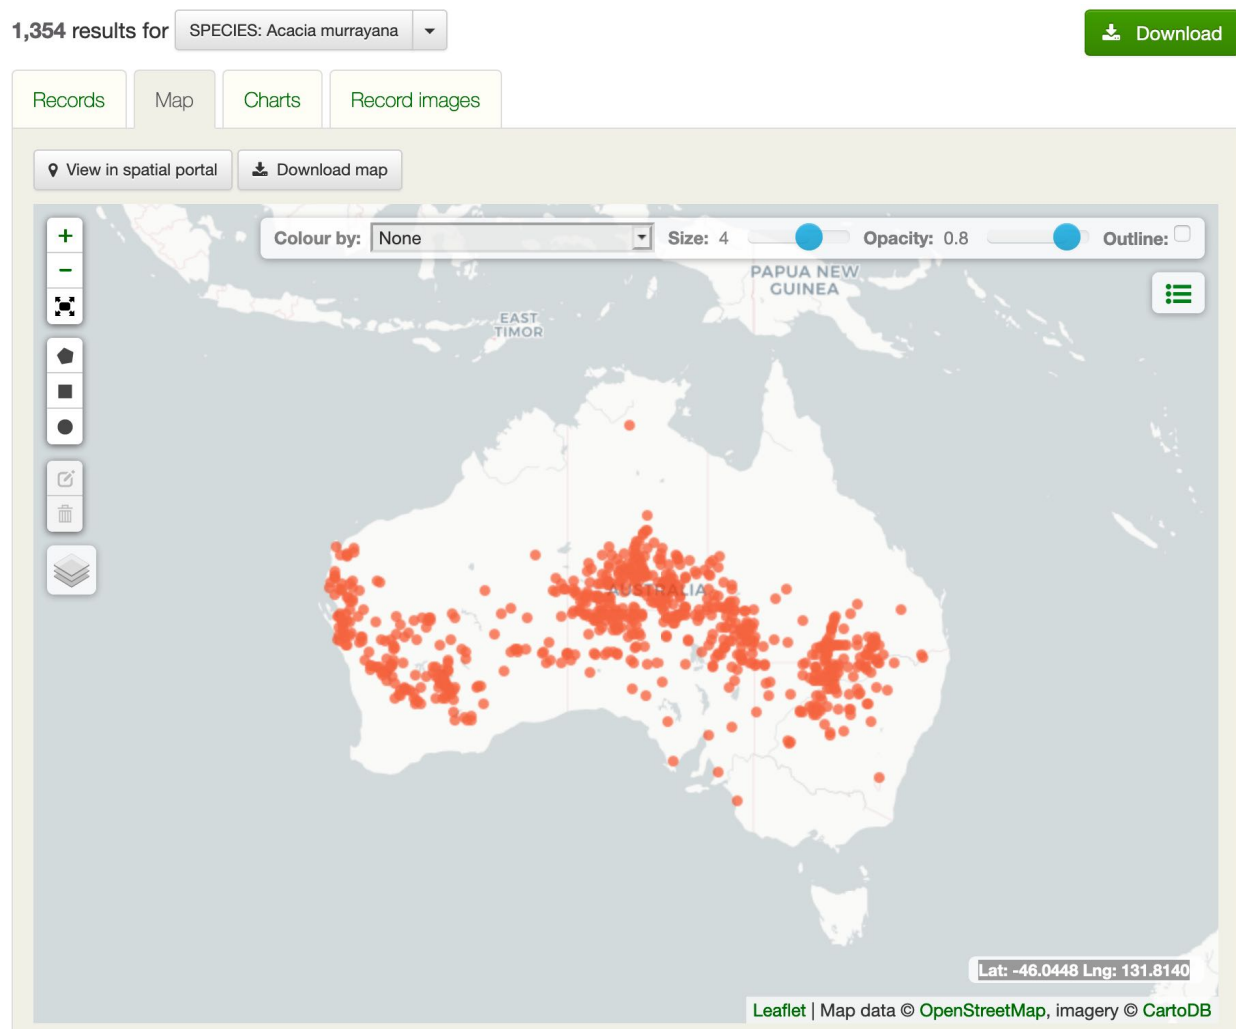 1,354 results for SPECIES: Acacia murrayana
Download
Records Map Charts Record images
View in spatial portal Download map
+
Colour by: None Size: 4 Opacity: 0.8 Outline:
−
PAPUA NEW
GUINEA
EAST
TIMOR
AUSTRALIA
Lat: -46.0448 Lng: 131.8140
Leaflet | Map data © OpenStreetMap, imagery © CartoDB